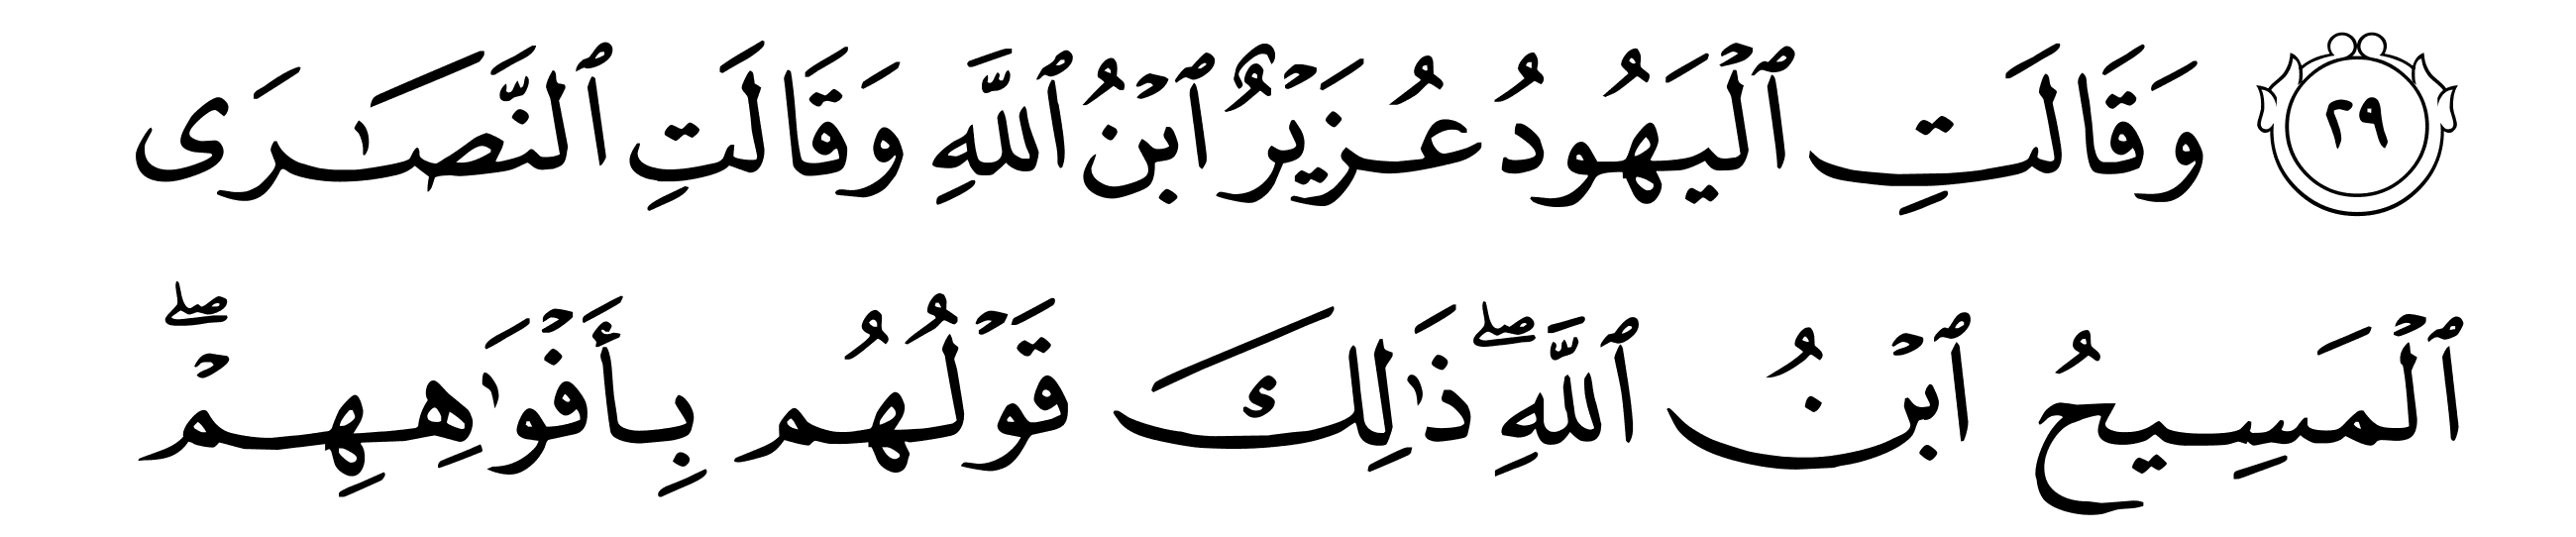 ٢٩ وَقَالَتِ ٱلْيَهُودُ عُزَيْرٌ ٱبْنُ ٱللَّهِ وَقَالَتِ ٱلنَّصَـٰرَى
ٱلْمَسِيحُ ٱبْنُ ٱللَّهِۖ ذَٰلِكَ قَوْلُهُم بِأَفْوَٰهِهِمْۖ